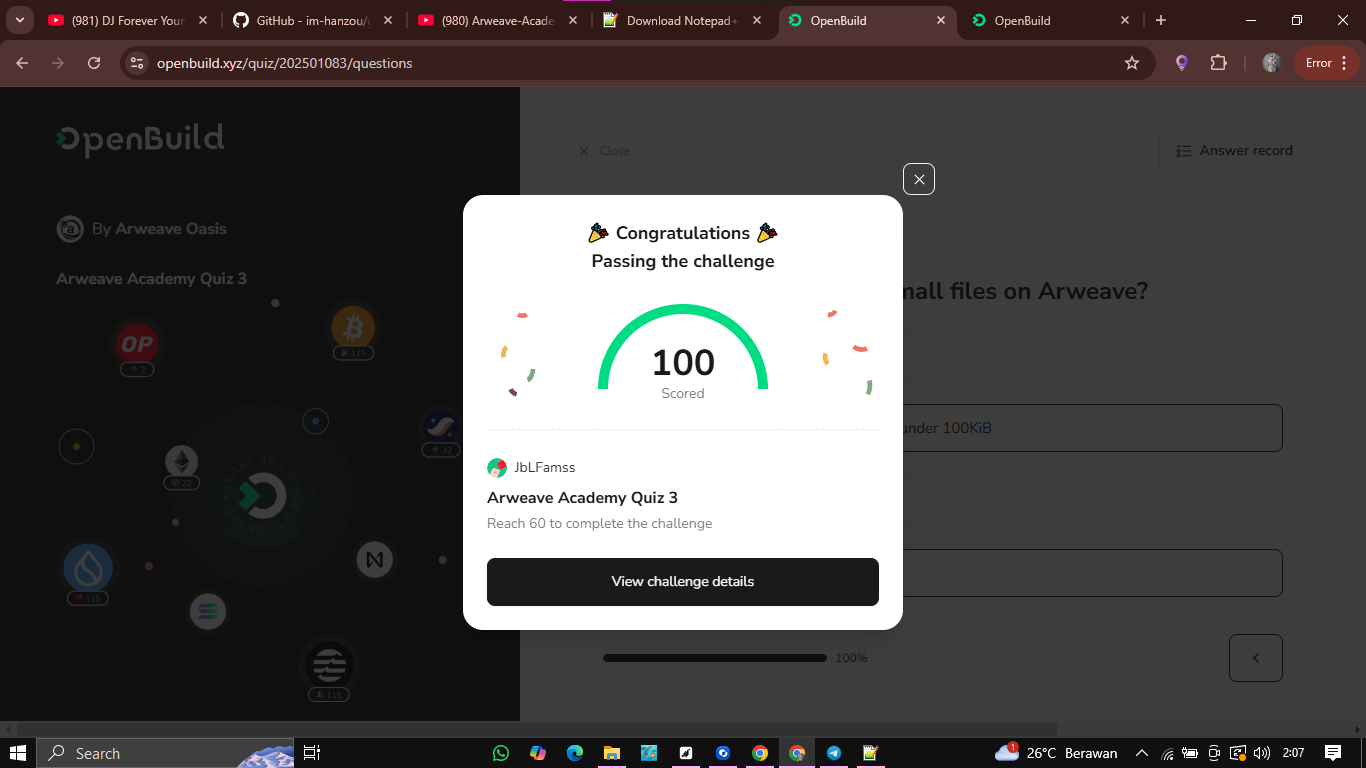 (981) DJ Forever Youn
GitHub - im-hanzou/g
(980) Arweave-Acade
Download Notepad+
OpenBuild
OpenBuild
openbuild.xyz/quiz/202501083/questions
Error
OpenBuild
Close
Answer record
By Arweave Oasis
Arweave Academy Quiz 3
Congratulations
Passing the challenge
mall files on Arweave?
OP
2
115
100
Scored
under 100KiB
32
22
JbLFamss
Arweave Academy Quiz 3
Reach 60 to complete the challenge
View challenge details
115
115
100%
Search
1
26°C Berawan
2:07